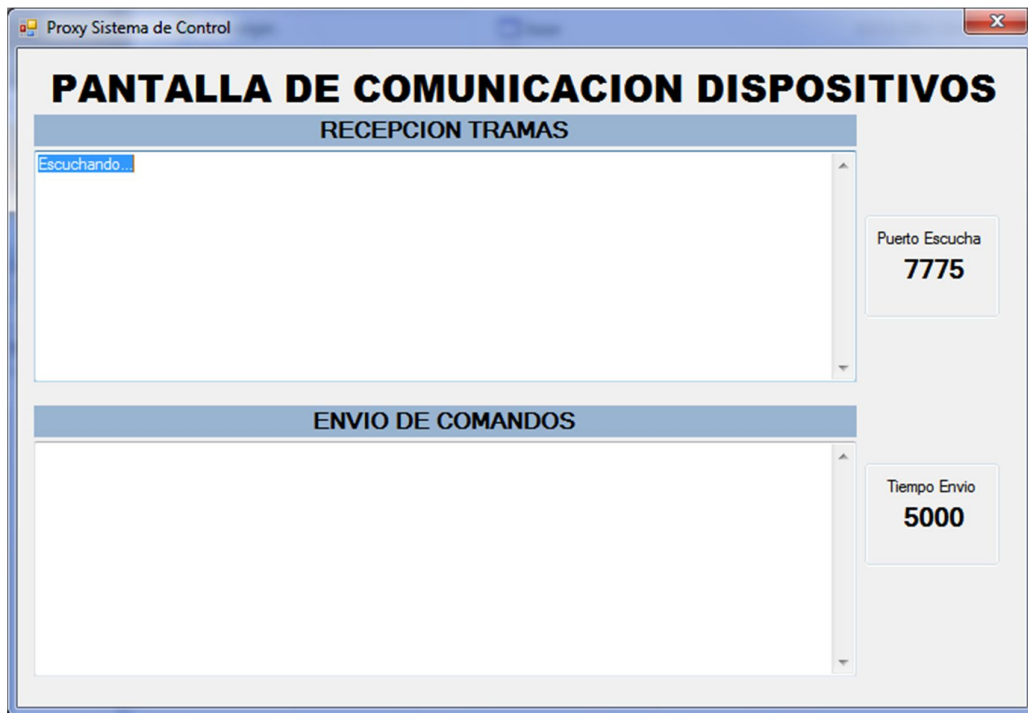 Proxy Sistema de Control
PANTALLA DE COMUNICACION DISPOSITIVOS
RECEPCION TRAMAS
Escuchando...
Puerto Escucha
7775
ENVIO DE COMANDOS
Tiempo Envio
5000